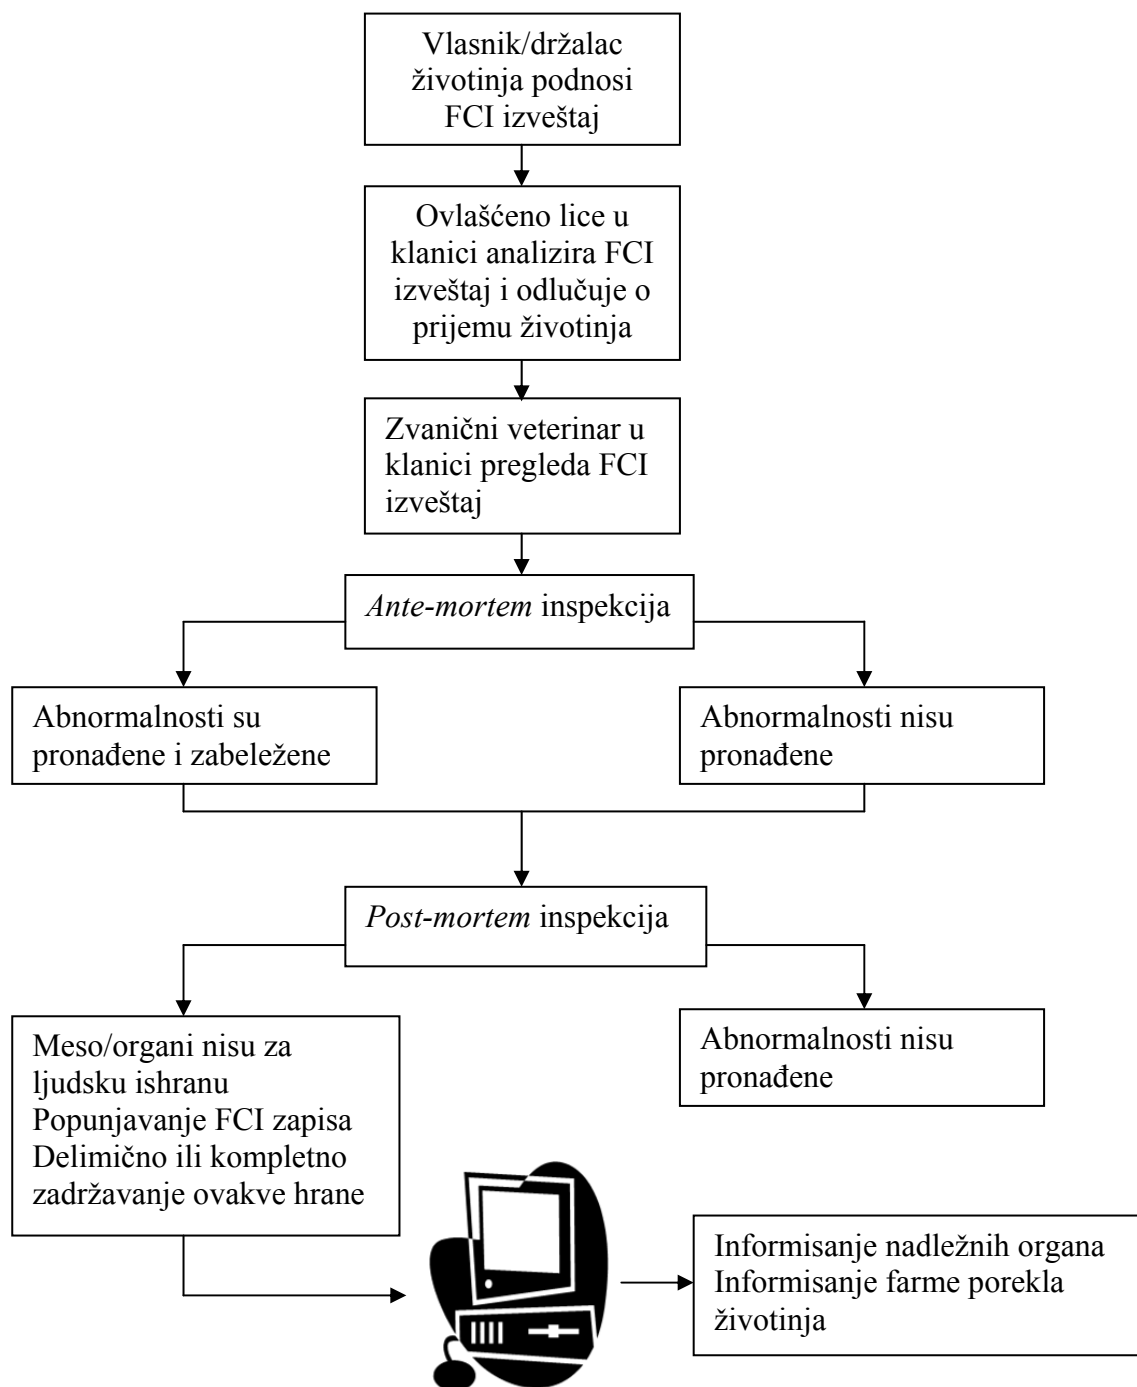 Vlasnik/držalac
životinja podnosi
FCI izveštaj
Ovlašćeno lice u
klanici analizira FCI
izveštaj i odlučuje o
prijemu životinja
Zvanični veterinar u
klanici pregleda FCI
izveštaj
Ante-mortem inspekcija
Abnormalnosti su
pronađene i zabeležene
Abnormalnosti nisu
pronađene
Post-mortem inspekcija
Meso/organi nisu za
ljudsku ishranu
Popunjavanje FCI zapisa
Delimično ili kompletno
zadržavanje ovakve hrane
Abnormalnosti nisu
pronađene
Informisanje nadležnih organa
Informisanje farme porekla
životinja